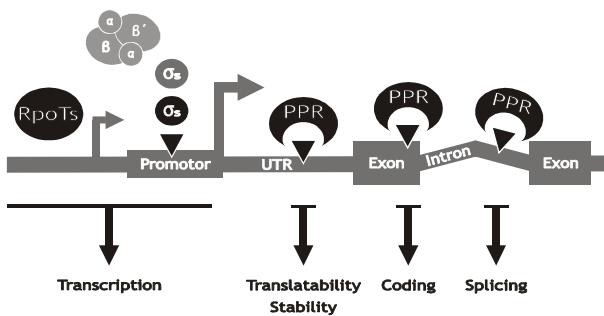 α
β´
β
α
σs
RpoTs
σs
PPR
PPR
PPR
Promotor
UTR
Exon
Intron
Exon
Transcription
Translatability
Stability
Coding
Splicing